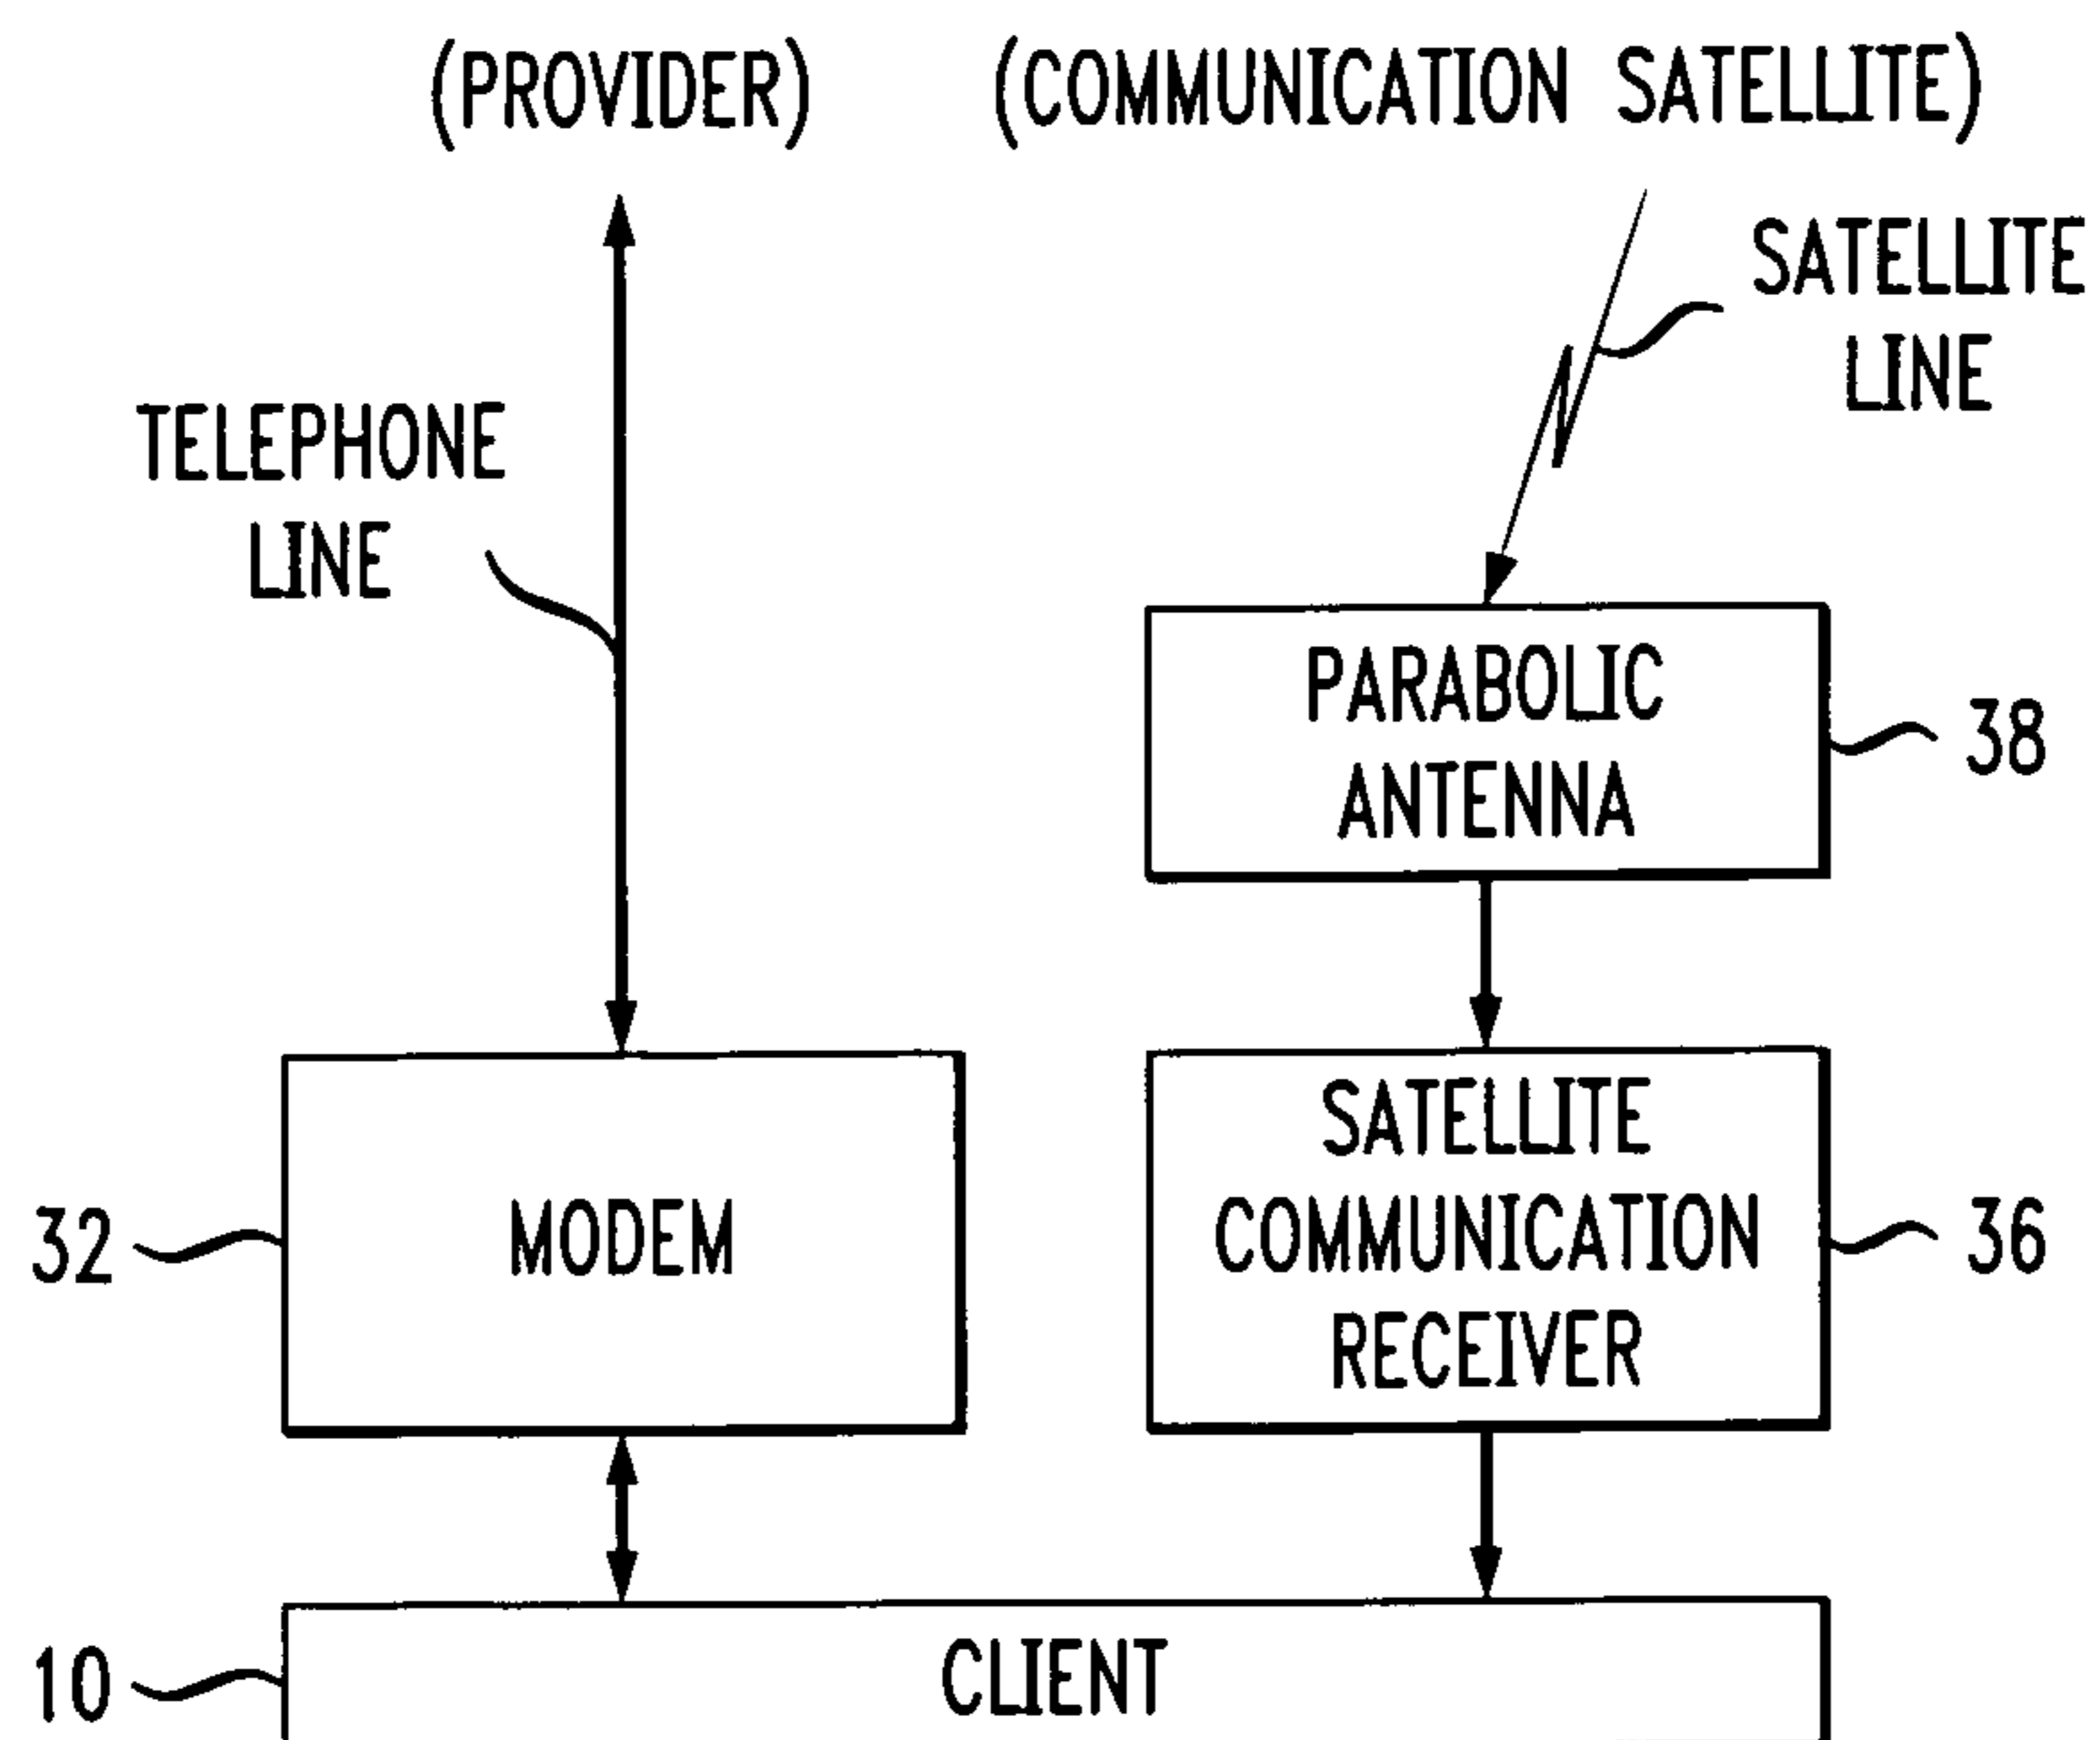 (PROVIDER)
(COMMUNICATION SATELLITE)
SATELLITE
LINE
TELEPHONE
LINE
PARABOLIC
ANTENNA
38
32
MODEM
SATELLITE
COMMUNICATION
RECEIVER
36
10
CLIENT